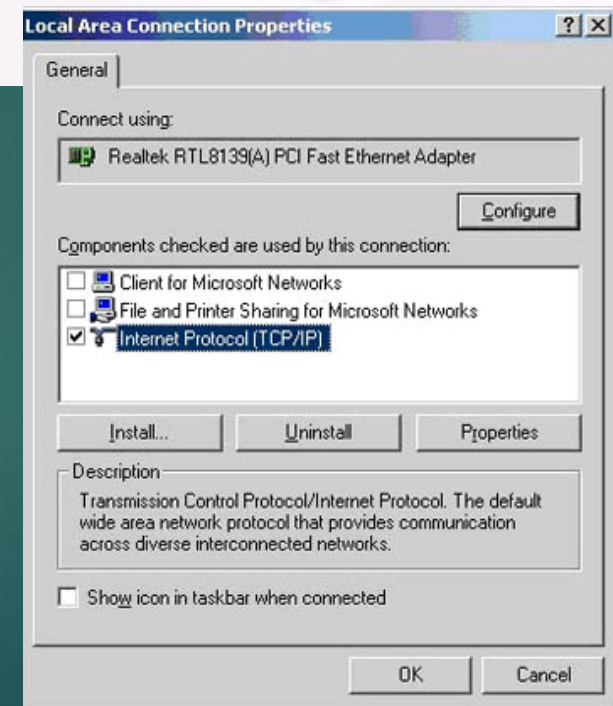 Local Area Connection Properties
General
Connect using:
Realtek RTL8139(A) PCI Fast Ethernet Adapter
Configure
Components checked are used by this connection:
Client for Microsoft Networks
File and Printer Sharing for Microsoft Networks
Internet Protocol (TCP/IP)
Install... Uninstall Properties
Description
Transmission Control Protocol/Internet Protocol. The default
wide area network protocol that provides communication
across diverse interconnected networks.
Show icon in taskbar when connected
OK Cancel